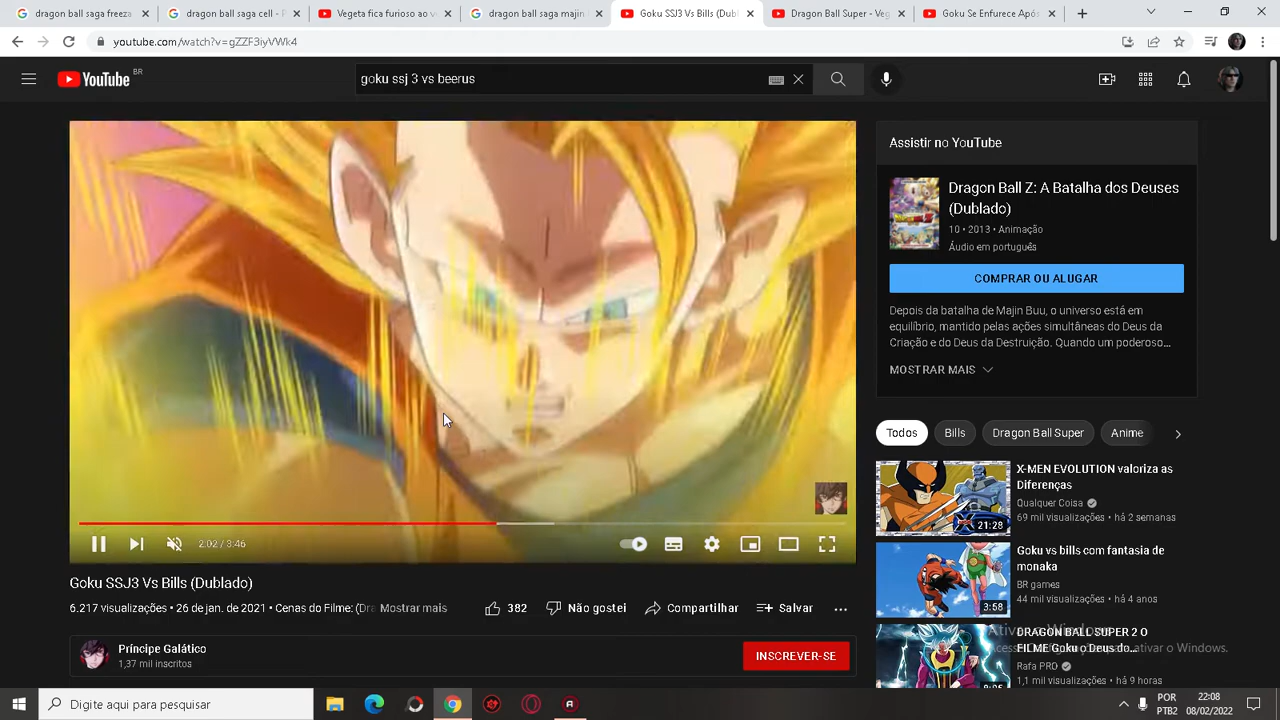 dragon ball saga freeza
dragon ball saga cell - P
Vegeta fica furioso ao ve
dragon ball saga majin
Goku SSJ3 Vs Bills (Dubl
Dragon Ball Super - Veg
Goku Se Enfurece Após
youtube.com/watch?v=gZZF3iyVWk4
YouTube BR
goku ssj 3 vs beerus
Assistir no YouTube
Dragon Ball Z: A Batalha dos Deuses
(Dublado)
10 • 2013 • Animação
Áudio em português
COMPRAR OU ALUGAR
Depois da batalha de Majin Buu, o universo está em
equilíbrio, mantido pelas ações simultâneas do Deus da
Criação e do Deus da Destruição. Quando um poderoso...
MOSTRAR MAIS
Todos
Bills
Dragon Ball Super
Anime
X-MEN EVOLUTION valoriza as
Diferenças
Qualquer Coisa
69 mil visualizações • há 2 semanas
21:28
Goku vs bills com fantasia de
monaka
BR games
44 mil visualizações • há 4 anos
3:58
DRAGON BALL SUPER 2 O
FILME Goku o Deus do...
Rafa PRO
1,1 mil visualizações • há 9 horas
2:02 / 3:46
Goku SSJ3 Vs Bills (Dublado)
6.217 visualizações • 26 de jan. de 2021 • Cenas do Filme: (Dra Mostrar mais
382
Não gostei
Compartilhar
Salvar
Príncipe Galático
1,37 mil inscritos
INSCREVER-SE
Ativar o Windows
ativar o Windows.
Digite aqui para pesquisar
POR
PTB2
22:08
08/02/2022